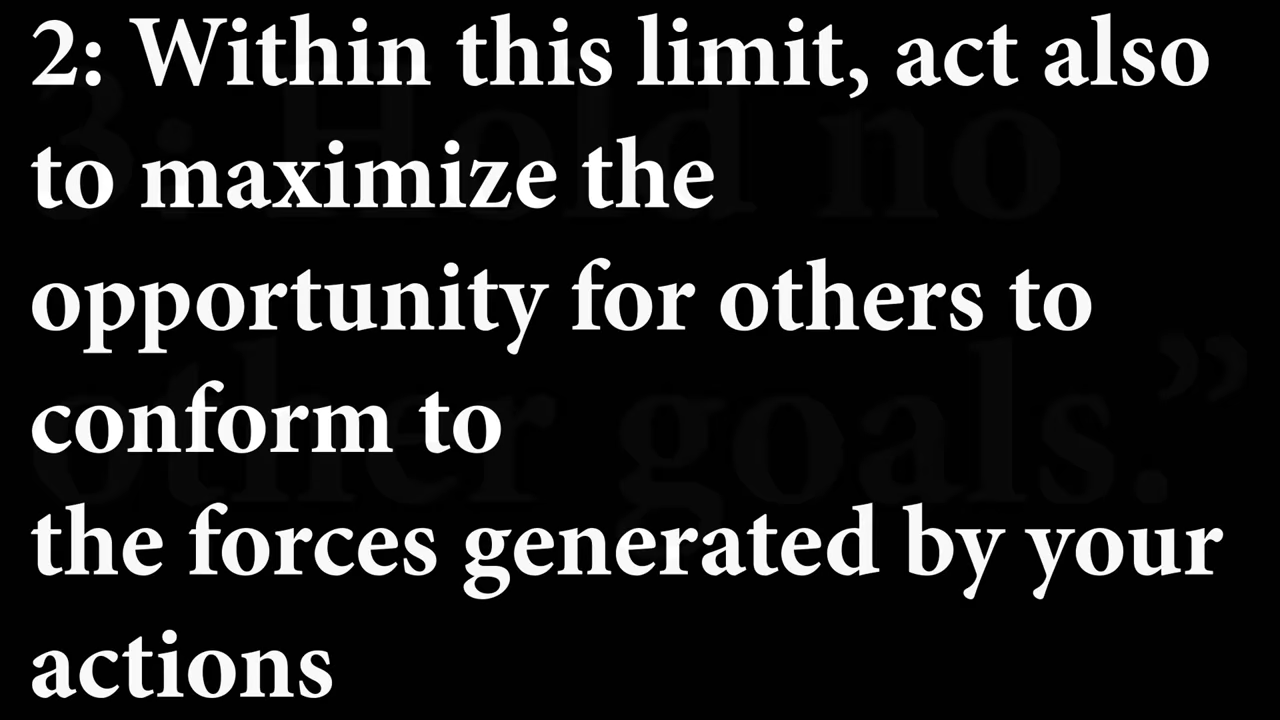 2: Within this limit, act also
to maximize the
opportunity for others to
conform to
the forces generated by your
actions
3: Hold no
other goals.”